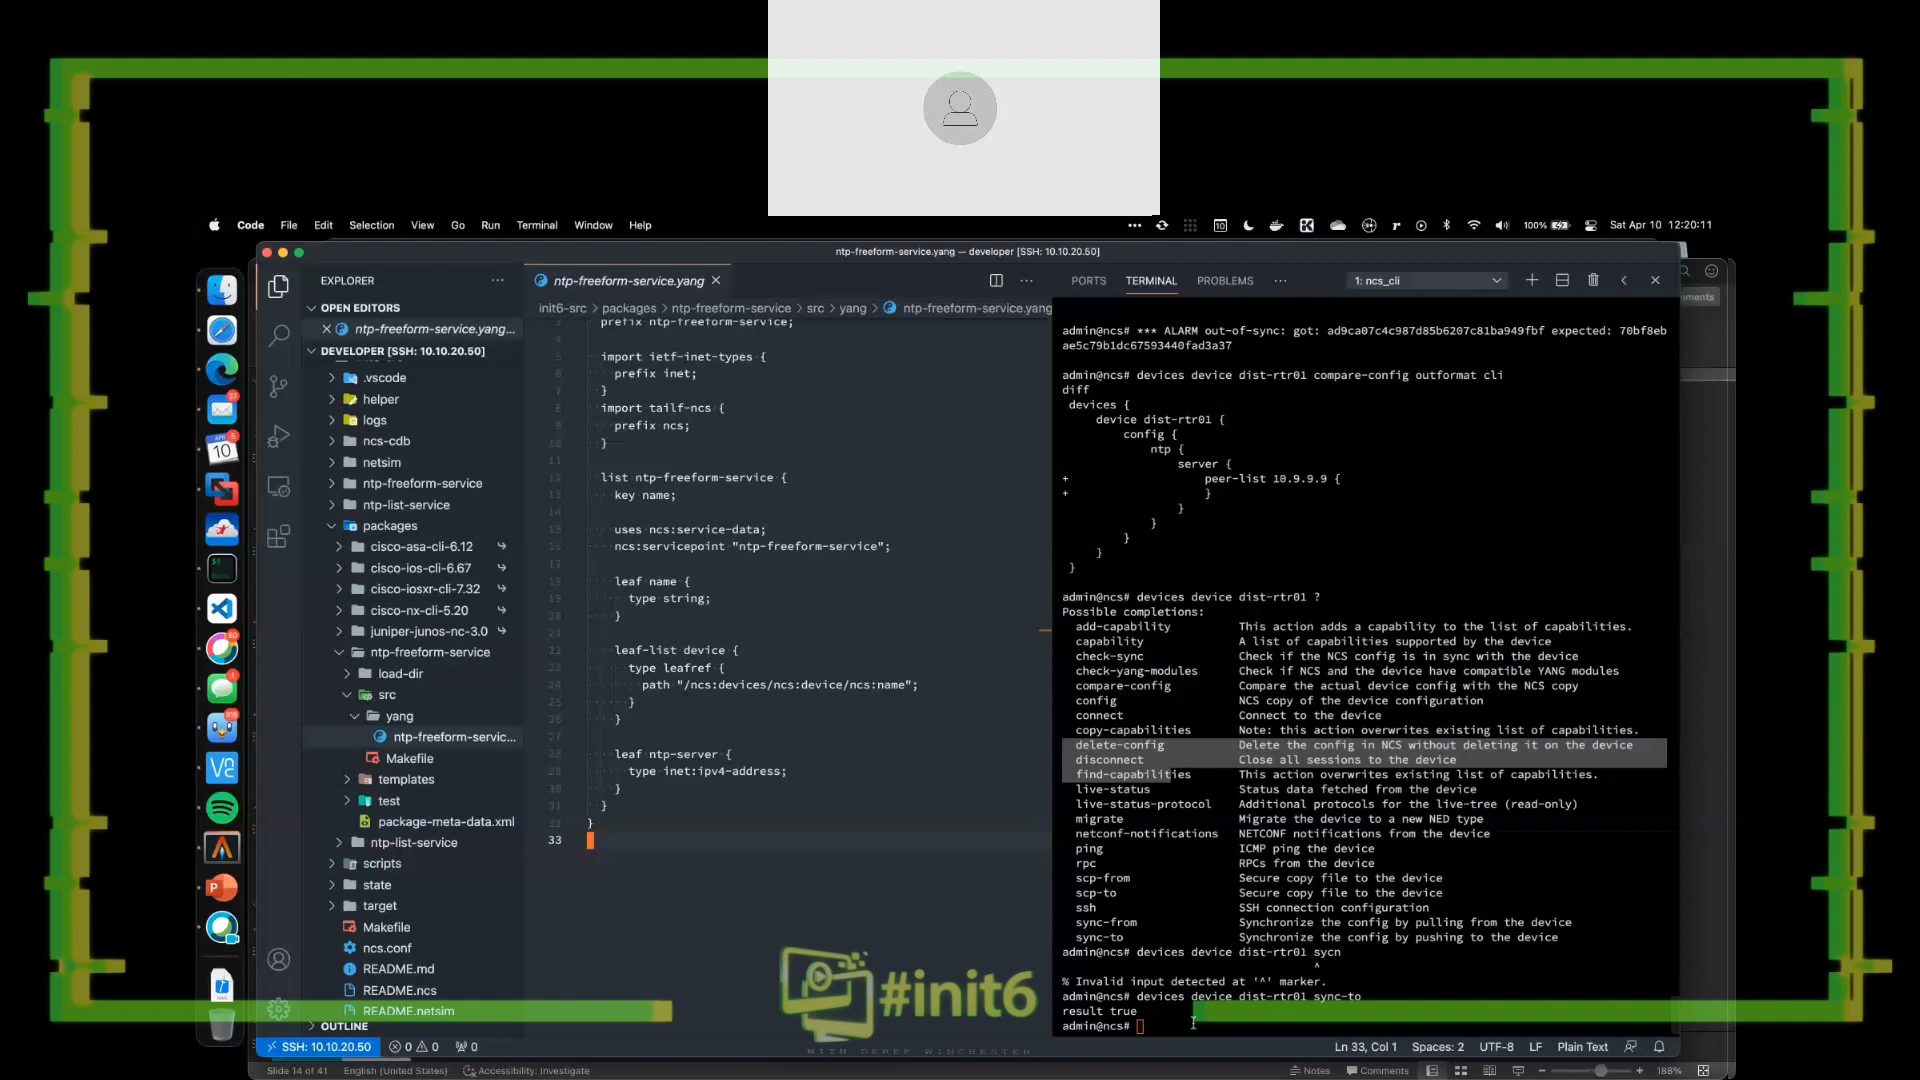 Code File Edit Selection View Go Run Terminal Window Help
10
100%
Sat Apr 10 12:20:11
ntp-freeform-service.yang — developer [SSH: 10.10.20.50]
EXPLORER
OPEN EDITORS
ntp-freeform-service.yang...
DEVELOPER [SSH: 10.10.20.50]
.vscode
helper
logs
ncs-cdb
netsim
ntp-freeform-service
ntp-list-service
packages
cisco-asa-cli-6.12
cisco-ios-cli-6.67
cisco-iosxr-cli-7.32
cisco-nx-cli-5.20
juniper-junos-nc-3.0
ntp-freeform-service
load-dir
src
yang
ntp-freeform-servic...
Makefile
templates
test
package-meta-data.xml
ntp-list-service
scripts
state
target
Makefile
ncs.conf
README.md
README.ncs
README.netsim
OUTLINE
ntp-freeform-service.yang
init6-src > packages > ntp-freeform-service > src > yang > ntp-freeform-service.yang
prefix ntp-freeform-service;
import ietf-inet-types {
prefix inet;
}
import tailf-ncs {
prefix ncs;
}
list ntp-freeform-service {
key name;
uses ncs:service-data;
ncs:servicepoint "ntp-freeform-service";
leaf name {
type string;
}
leaf-list device {
type leafref {
path "/ncs:devices/ncs:device/ncs:name";
}
}
leaf ntp-server {
type inet:ipv4-address;
}
}
}
33
PORTS TERMINAL PROBLEMS
1: ncs_cli
admin@ncs# *** ALARM out-of-sync: got: ad9ca07c4c987d85b6207c81ba949fbf expected: 70bf8eb
ae5c79b1dc67593440fad3a37
admin@ncs# devices device dist-rtr01 compare-config outformat cli
diff
devices {
device dist-rtr01 {
config {
ntp {
server {
+ peer-list 10.9.9.9 {
+ }
}
}
}
}
}
admin@ncs# devices device dist-rtr01 ?
Possible completions:
add-capability This action adds a capability to the list of capabilities.
capability A list of capabilities supported by the device
check-sync Check if the NCS config is in sync with the device
check-yang-modules Check if NCS and the device have compatible YANG modules
compare-config Compare the actual device config with the NCS copy
config NCS copy of the device configuration
connect Connect to the device
copy-capabilities Note: this action overwrites existing list of capabilities.
delete-config Delete the config in NCS without deleting it on the device
disconnect Close all sessions to the device
find-capabilities This action overwrites existing list of capabilities.
live-status Status data fetched from the device
live-status-protocol Additional protocols for the live-tree (read-only)
migrate Migrate the device to a new NED type
netconf-notifications NETCONF notifications from the device
ping ICMP ping the device
rpc RPCs from the device
scp-from Secure copy file to the device
scp-to Secure copy file to the device
ssh SSH connection configuration
sync-from Synchronize the config by pulling from the device
sync-to Synchronize the config by pushing to the device
admin@ncs# devices device dist-rtr01 sycn
^
% Invalid input detected at '^' marker.
admin@ncs# devices device dist-rtr01 sync-to
result true
admin@ncs#
#init6
WITH DEREK WINCHESTER
SSH: 10.10.20.50
0 0 0
Ln 33, Col 1 Spaces: 2 UTF-8 LF Plain Text
Slide 14 of 41 English (United States) Accessibility: Investigate
Notes Comments
188%